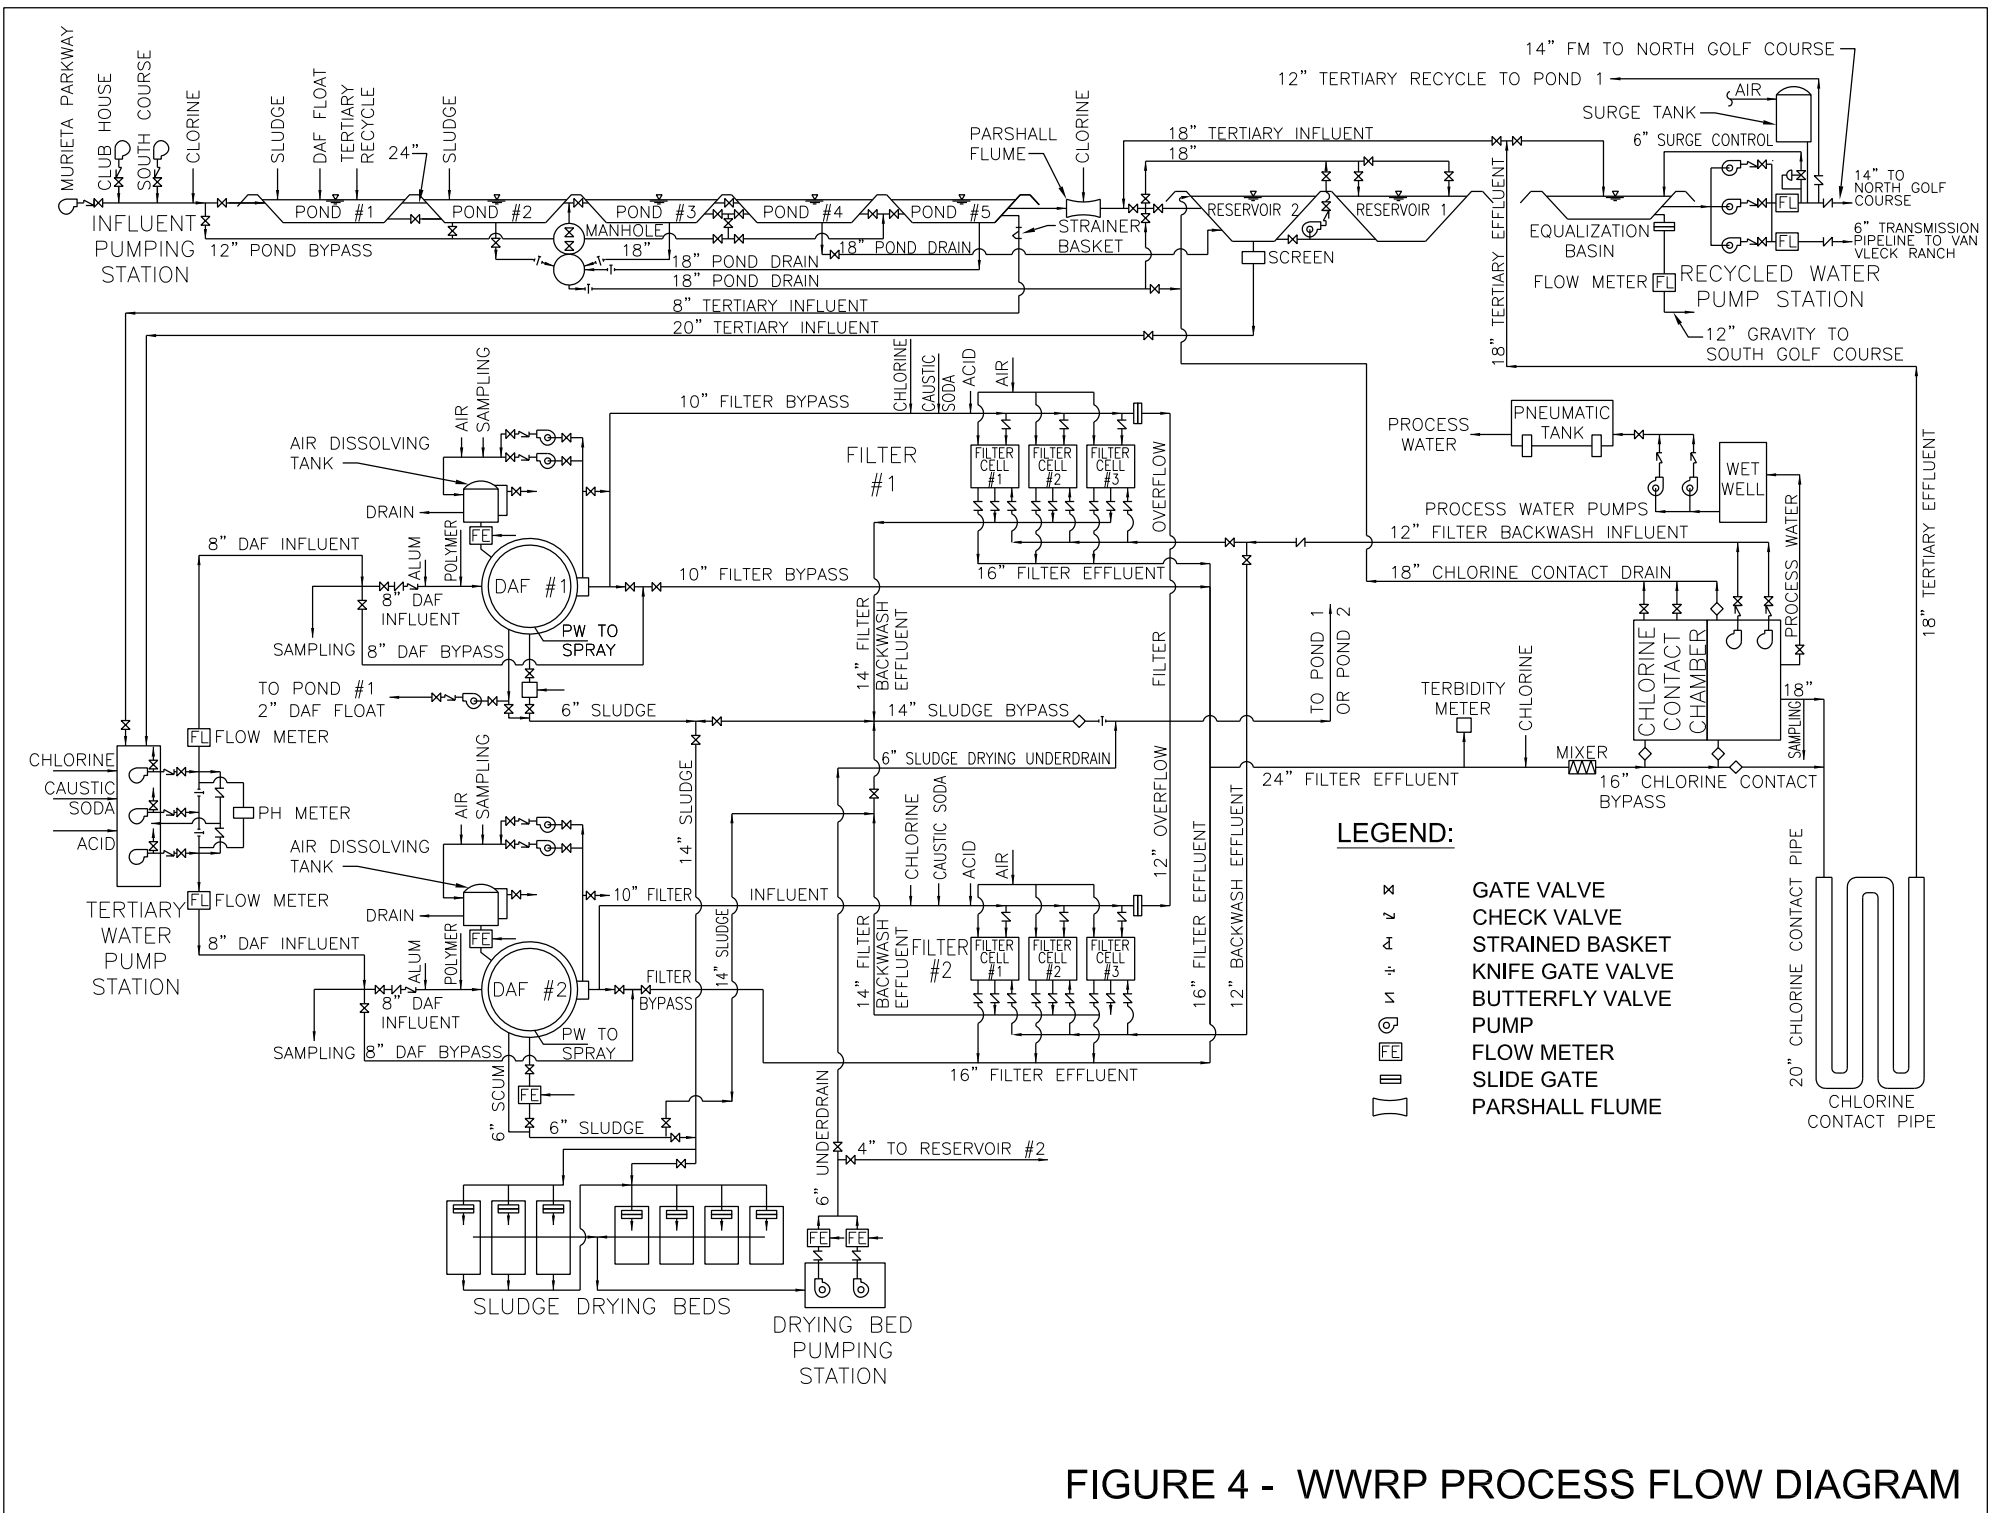 14” FM TO NORTH GOLF COURSE
12” TERTIARY RECYCLE TO POND 1
AIR
SURGE TANK
6” SURGE CONTROL
MURIETA PARKWAY
CLUB HOUSE
SOUTH COURSE
CHLORINE
SLUDGE
DAF FLOAT
TERTIARY
RECYCLE
24”
SLUDGE
PARSHALL
FLUME
CHLORINE
18” TERTIARY INFLUENT
18”
14” TO
NORTH GOLF
COURSE
6” TRANSMISSION
PIPELINE TO VAN
VLECK RANCH
FL
FL
INFLUENT
PUMPING
STATION
POND #1
POND #2
POND #3
POND #4
POND #5
MANHOLE
12” POND BYPASS
18”
18” POND DRAIN
18” POND DRAIN
18” POND DRAIN
STRAINER
BASKET
RESERVOIR 2
RESERVOIR 1
SCREEN
18” TERTIARY EFFLUENT
EQUALIZATION
BASIN
FLOW METER
FL
RECYCLED WATER
PUMP STATION
12” GRAVITY TO
SOUTH GOLF COURSE
8” TERTIARY INFLUENT
20” TERTIARY INFLUENT
AIR
SAMPLING
AIR DISSOLVING
TANK
DRAIN
FE
8” DAF INFLUENT
ALUM
POLYMER
8” DAF
INFLUENT
DAF #1
PW TO
SPRAY
SAMPLING
8” DAF BYPASS
10” FILTER BYPASS
10” FILTER BYPASS
CHLORINE
CAUSTIC
SODA
ACID
AIR
FILTER
#1
FILTER
CELL
#1
FILTER
CELL
#2
FILTER
CELL
#3
16” FILTER EFFLUENT
12” OVERFLOW
FILTER
OVERFLOW
14” FILTER
BACKWASH
EFFLUENT
PROCESS
WATER
PNEUMATIC
TANK
WET
WELL
PROCESS WATER PUMPS
12” FILTER BACKWASH INFLUENT
18” CHLORINE CONTACT DRAIN
PROCESS WATER
18” TERTIARY EFFLUENT
CHLORINE
CONTACT
CHAMBER
18”
SAMPLING
TO POND #1
2” DAF FLOAT
6” SLUDGE
14” SLUDGE BYPASS
TO POND 1
OR POND 2
6” SLUDGE DRYING UNDERDRAIN
TERBIDITY
METER
CHLORINE
MIXER
24” FILTER EFFLUENT
16” CHLORINE CONTACT
BYPASS
CHLORINE
CAUSTIC
SODA
ACID
FL
FLOW METER
PH METER
FL
FLOW METER
TERTIARY
WATER
PUMP
STATION
AIR
SAMPLING
AIR DISSOLVING
TANK
DRAIN
FE
8” DAF INFLUENT
ALUM
POLYMER
8” DAF
INFLUENT
DAF #2
PW TO
SPRAY
SAMPLING
8” DAF BYPASS
14” SLUDGE
14” SLUDGE
10” FILTER INFLUENT
FILTER
BYPASS
CHLORINE
CAUSTIC SODA
ACID
AIR
14” FILTER
BACKWASH
EFFLUENT
FILTER
#2
FILTER
CELL
#1
FILTER
CELL
#2
FILTER
CELL
#3
16” FILTER EFFLUENT
16” FILTER EFFLUENT
12” BACKWASH EFFLUENT
6” SCUM
FE
6” SLUDGE
6” UNDERDRAIN
4” TO RESERVOIR #2
FE
FE
SLUDGE DRYING BEDS
DRYING BED
PUMPING
STATION
LEGEND:
GATE VALVE
CHECK VALVE
STRAINED BASKET
KNIFE GATE VALVE
BUTTERFLY VALVE
PUMP
FE
FLOW METER
SLIDE GATE
PARSHALL FLUME
20” CHLORINE CONTACT PIPE
CHLORINE
CONTACT PIPE
FIGURE 4 - WWRP PROCESS FLOW DIAGRAM